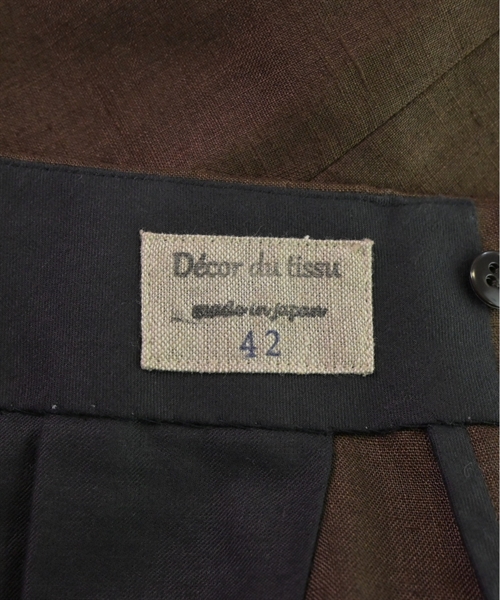 Décor du tissu
made in japan
42